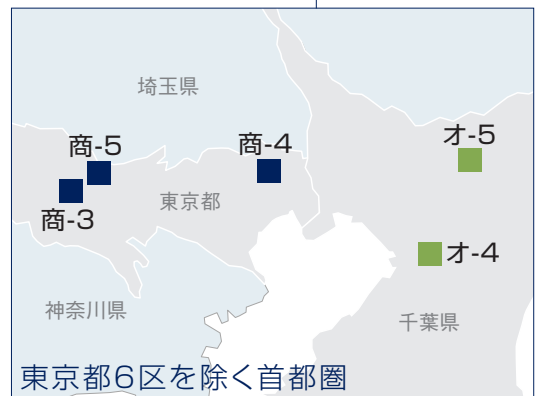 埼玉県
商-5
商-4
オ-5
商-3
東京都
オ-4
神奈川県
千葉県
東京都6区を除く首都圏